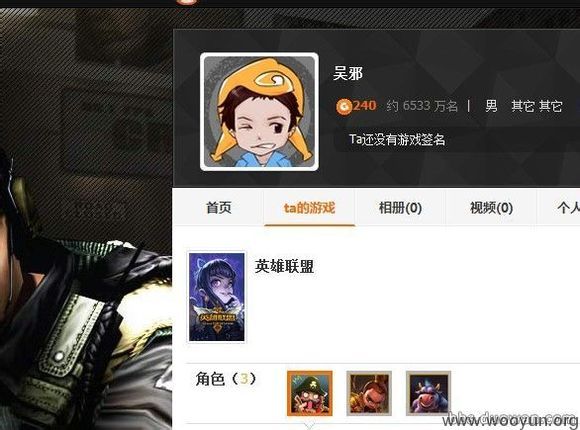 吴邪
240 约 6533 万名 | 男 其它 其它
Ta还没有游戏签名
首页 ta的游戏 相册(0) 视频(0) 个人
英雄联盟
英雄联盟
角色（3）
www.wooyun.org